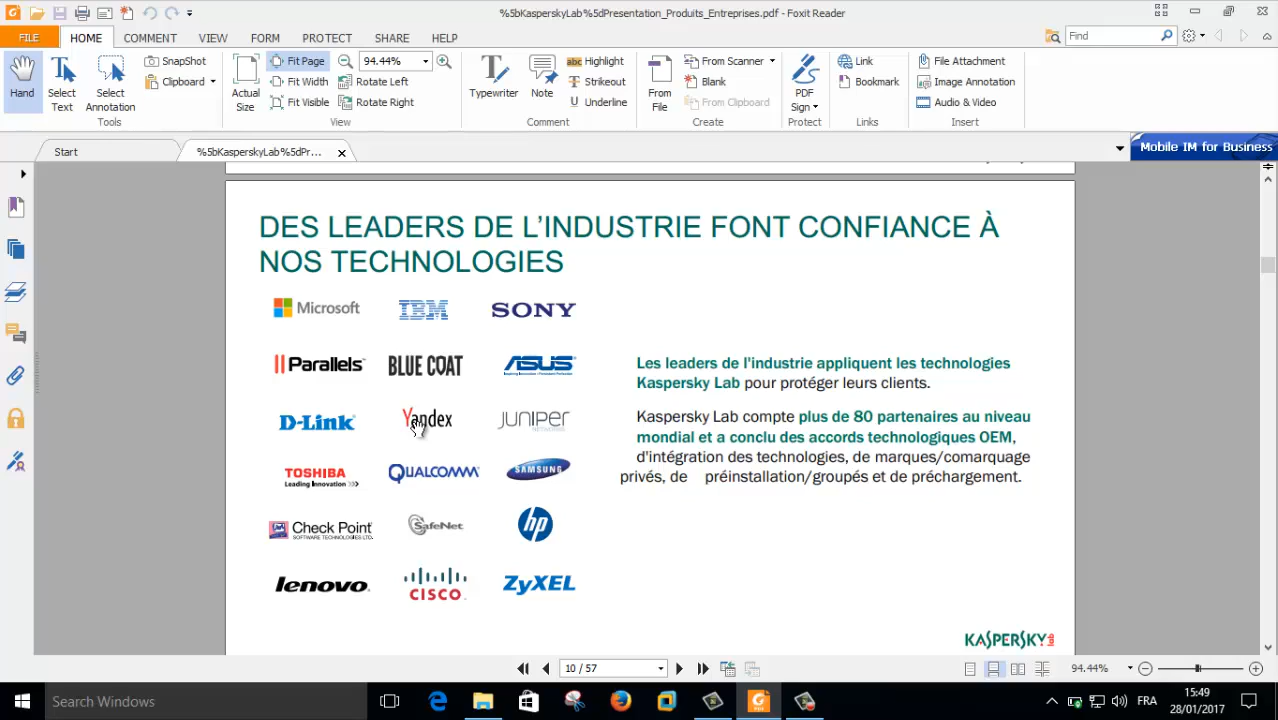 %5bKasperskyLab%5dPresentation_Produits_Entreprises.pdf - Foxit Reader
FILE HOME COMMENT VIEW FORM PROTECT SHARE HELP Find
Hand
Select Text
Select Annotation
SnapShot
Clipboard
Tools
Actual Size
Fit Page
Fit Width
Fit Visible
94.44%
Rotate Left
Rotate Right
View
Typewriter
Note
Highlight
Strikeout
Underline
Comment
From File
From Scanner
Blank
From Clipboard
Create
PDF Sign
Protect
Link
Bookmark
Links
File Attachment
Image Annotation
Audio & Video
Insert
Start %5bKasperskyLab%5dPr... Mobile IM for Business
DES LEADERS DE L'INDUSTRIE FONT CONFIANCE À
NOS TECHNOLOGIES
Microsoft IBM SONY
Parallels BLUE COAT ASUS
D-Link Yandex JUNIPER
TOSHIBA QUALCOMM SAMSUNG
Leading Innovation >>>
Check Point SafeNet hp
SOFTWARE TECHNOLOGIES LTD.
lenovo CISCO ZyXEL
Les leaders de l'industrie appliquent les technologies
Kaspersky Lab pour protéger leurs clients.
Kaspersky Lab compte plus de 80 partenaires au niveau
mondial et a conclu des accords technologiques OEM,
d'intégration des technologies, de marques/comarquage
privés, de préinstallation/groupés et de préchargement.
KASPERSKY lab
10 / 57 94.44%
Search Windows FRA 15:49
28/01/2017